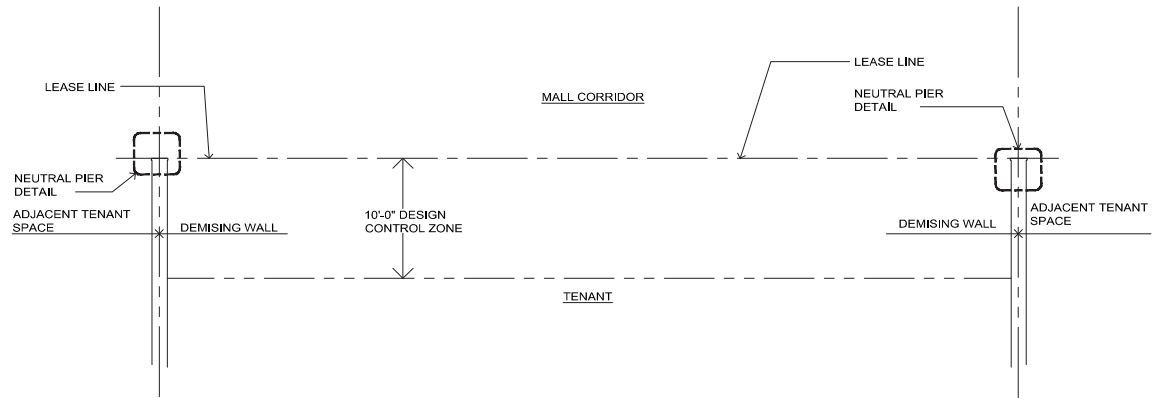 LEASE LINE
MALL CORRIDOR
LEASE LINE
NEUTRAL PIER
DETAIL
NEUTRAL PIER
DETAIL
ADJACENT TENANT
SPACE
DEMISING WALL
10'-0" DESIGN
CONTROL ZONE
DEMISING WALL
ADJACENT TENANT
SPACE
TENANT